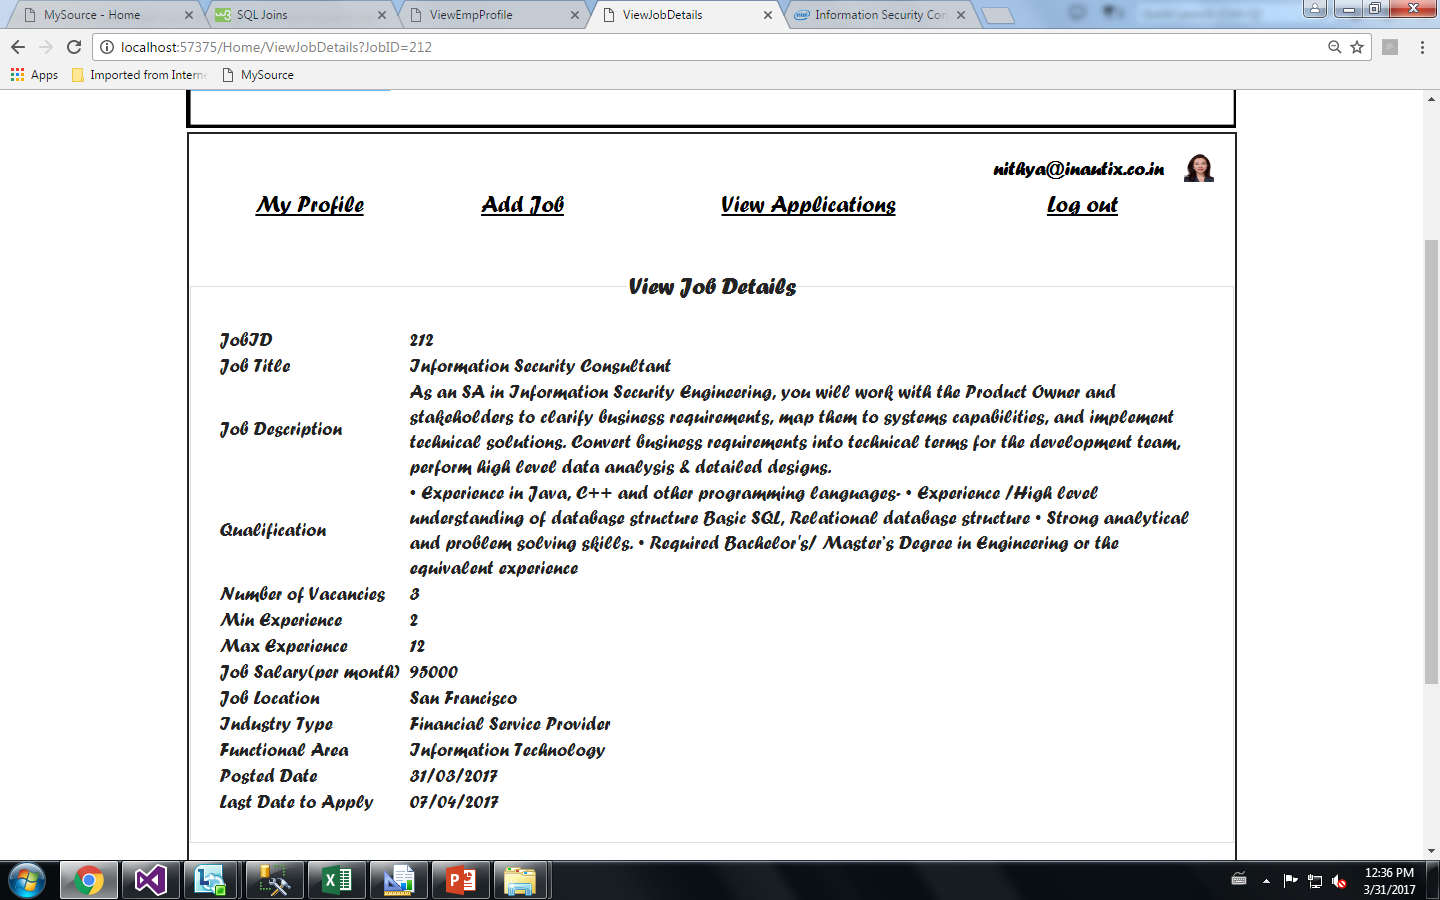 MySource - Home
SQL Joins
ViewEmpProfile
ViewJobDetails
Information Security Con
localhost:57375/Home/ViewJobDetails?JobID=212
Apps
Imported from Intern
MySource
nithya@inautix.co.in
My Profile
Add Job
View Applications
Log out
View Job Details
JobID 212
Job Title Information Security Consultant
As an SA in Information Security Engineering, you will work with the Product Owner and
stakeholders to clarify business requirements, map them to systems capabilities, and implement
Job Description
technical solutions. Convert business requirements into technical terms for the development team,
perform high level data analysis & detailed designs.
• Experience in Java, C++ and other programming languages- • Experience /High level
understanding of database structure Basic SQL, Relational database structure • Strong analytical
Qualification
and problem solving skills. • Required Bachelor's/ Master's Degree in Engineering or the
equivalent experience
Number of Vacancies 3
Min Experience 2
Max Experience 12
Job Salary(per month) 95000
Job Location San Francisco
Industry Type Financial Service Provider
Functional Area Information Technology
Posted Date 31/03/2017
Last Date to Apply 07/04/2017
12:36 PM
3/31/2017